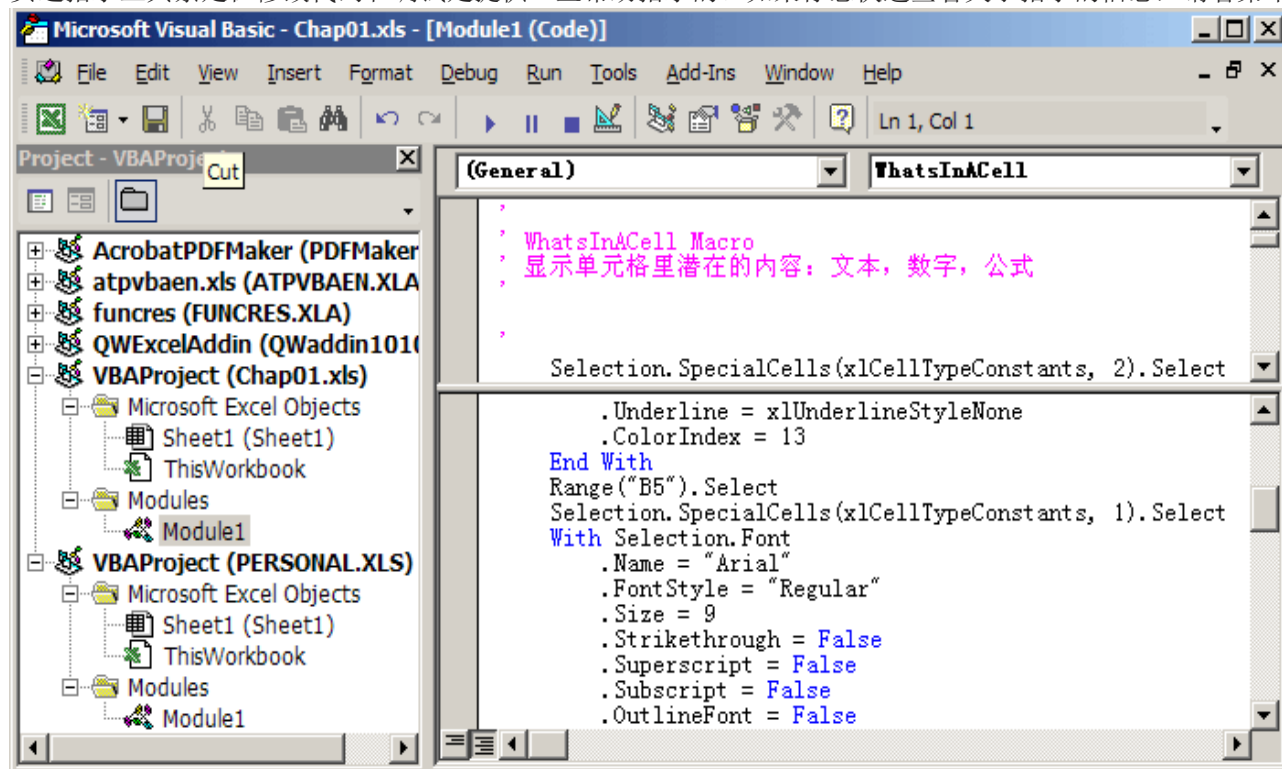 Microsoft Visual Basic - Chap01.xls - [Module1 (Code)]
File Edit View Insert Format Debug Run Tools Add-Ins Window Help
Ln 1, Col 1
Project - VBAProje
Cut
AcrobatPDFMaker (PDFMaker
atpvbaen.xls (ATPVBAEN.XLA
funcres (FUNCRES.XLA)
QWExcelAddin (QWaddin101
VBAProject (Chap01.xls)
Microsoft Excel Objects
Sheet1 (Sheet1)
ThisWorkbook
Modules
Module1
VBAProject (PERSONAL.XLS)
Microsoft Excel Objects
Sheet1 (Sheet1)
ThisWorkbook
Modules
Module1
(General) WhatsInACell
'
' WhatsInACell Macro
' 显示单元格里潜在的内容：文本，数字，公式
'
'
Selection.SpecialCells(xlCellTypeConstants, 2).Select
.Underline = xlUnderlineStyleNone
.ColorIndex = 13
End With
Range("B5").Select
Selection.SpecialCells(xlCellTypeConstants, 1).Select
With Selection.Font
.Name = "Arial"
.FontStyle = "Regular"
.Size = 9
.Strikethrough = False
.Superscript = False
.Subscript = False
.OutlineFont = False